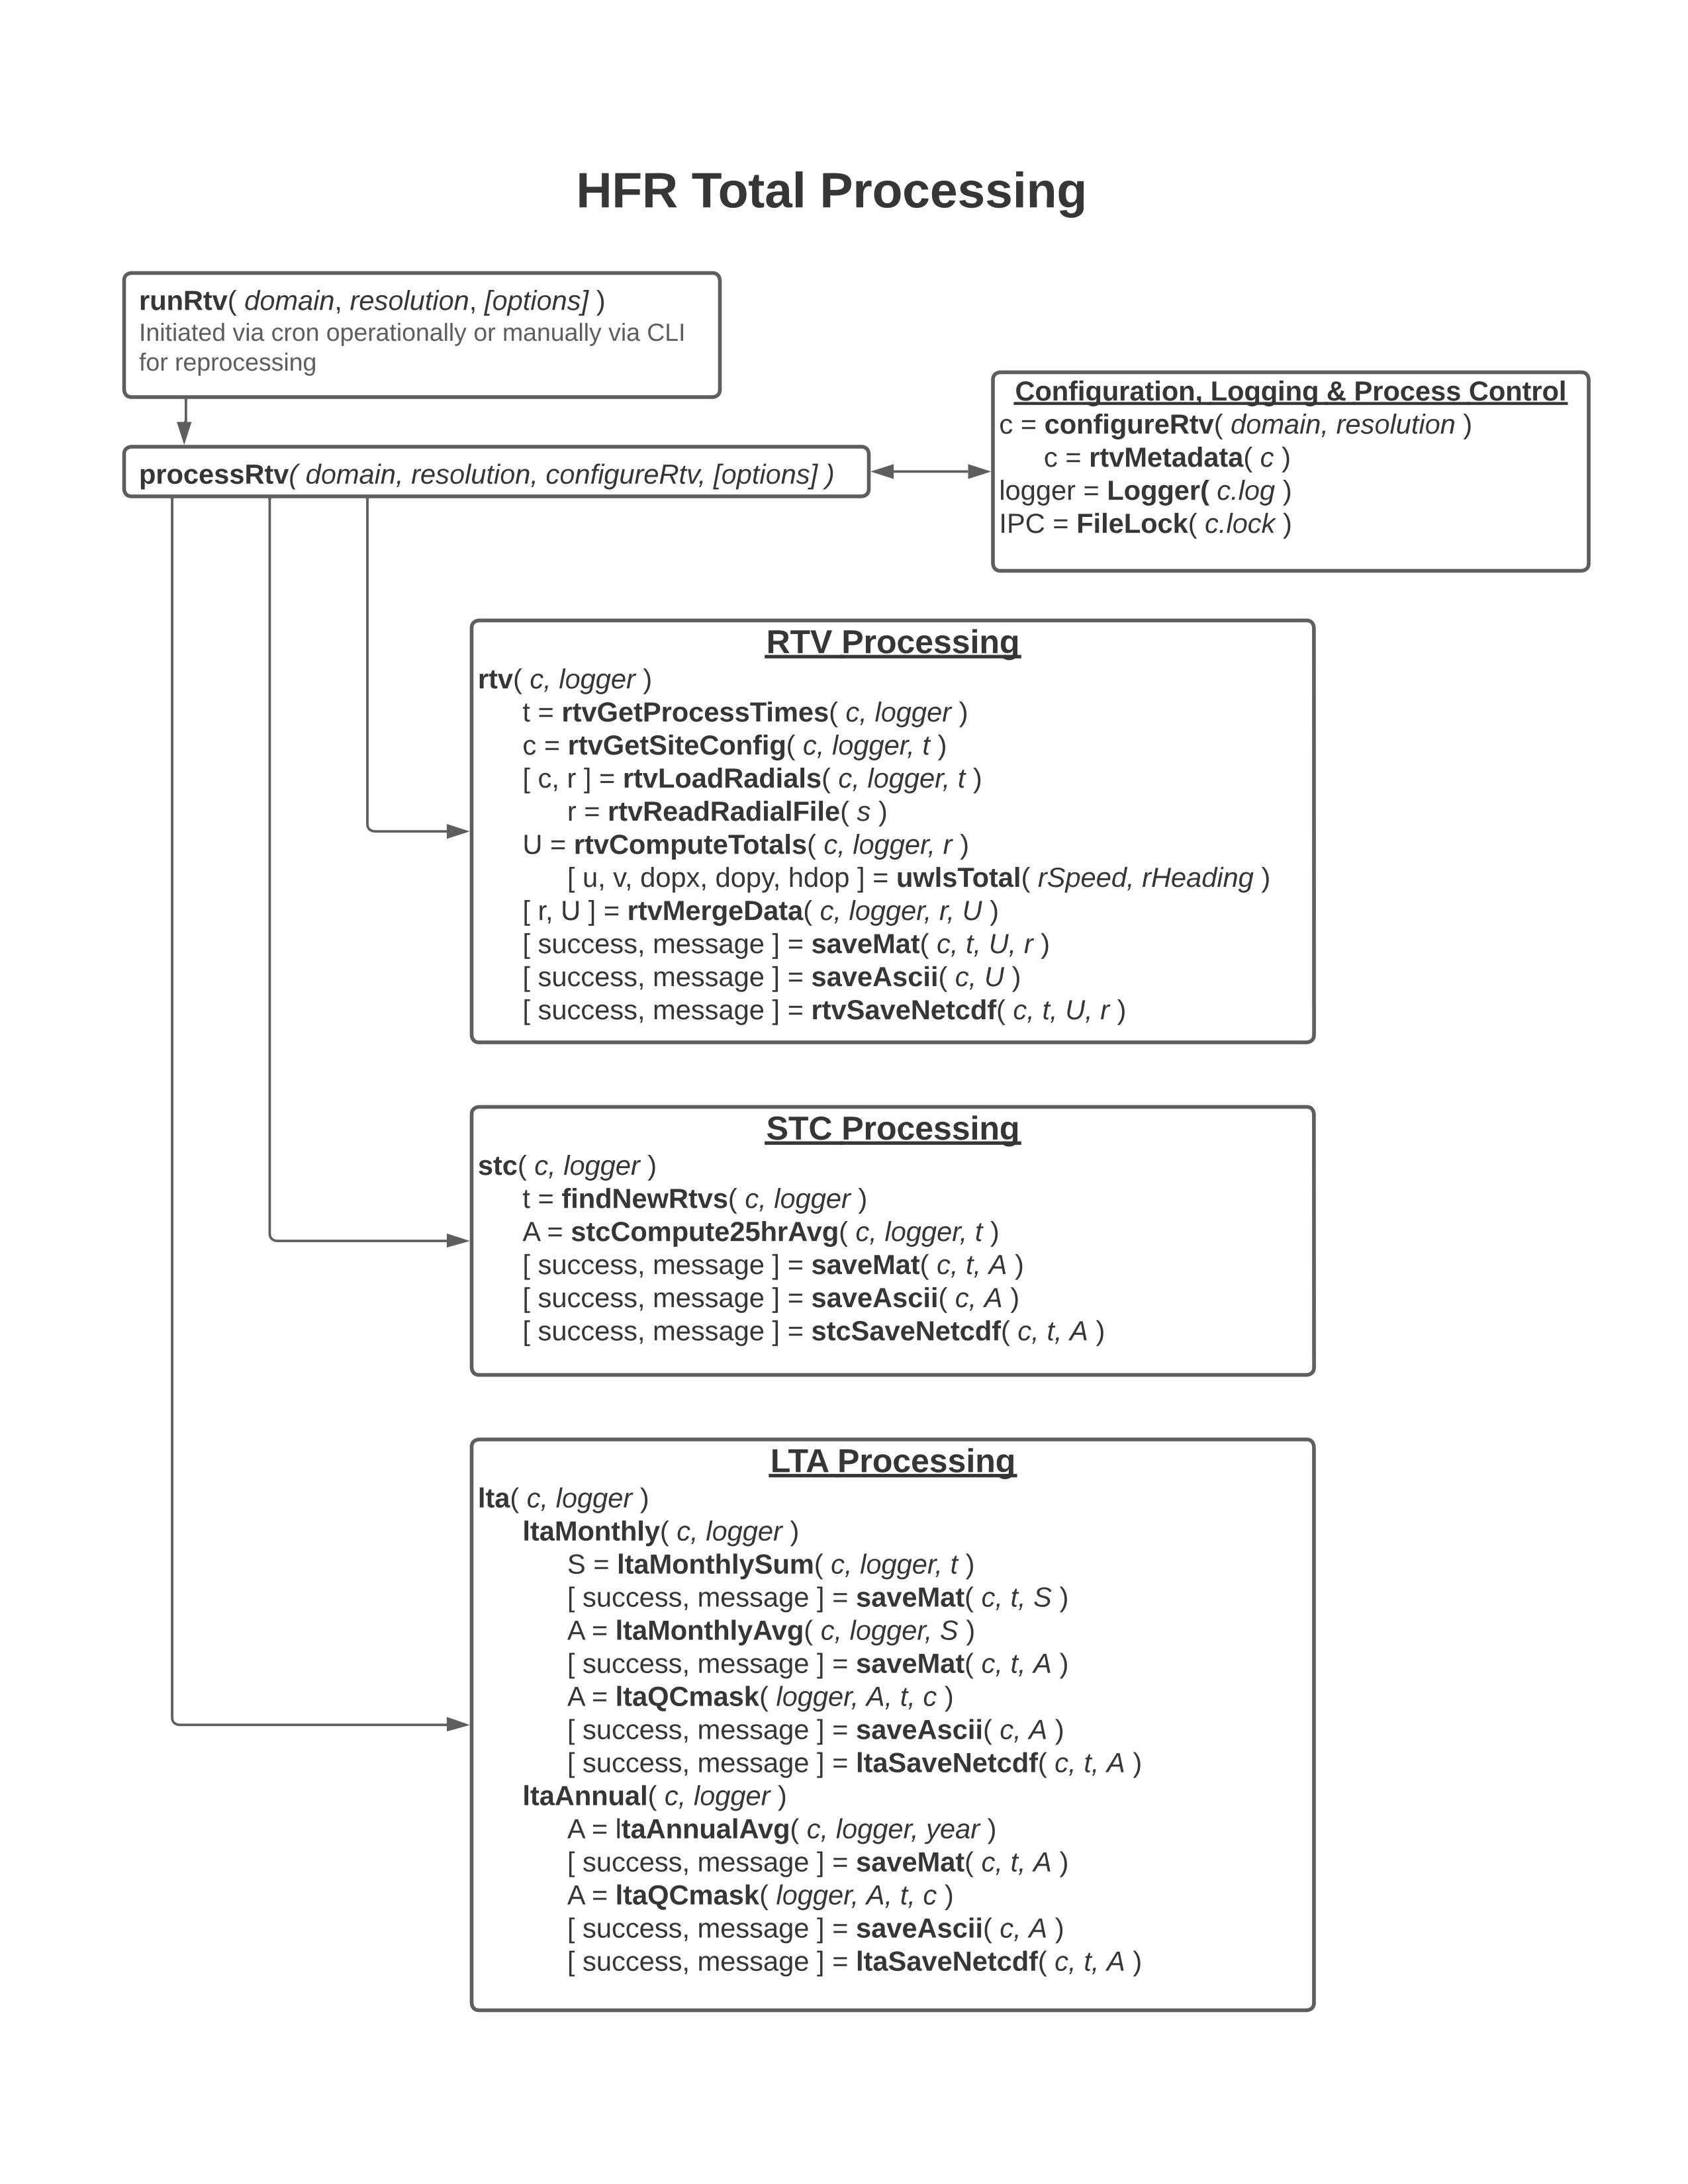 HFR Total Processing
runRtv( domain, resolution, [options] )
Initiated via cron operationally or manually via CLI
for reprocessing
processRtv( domain, resolution, configureRtv, [options] )
Configuration, Logging & Process Control
c = configureRtv( domain, resolution )
c = rtvMetadata( c )
logger = Logger( c.log )
IPC = FileLock( c.lock )
RTV Processing
rtv( c, logger )
t = rtvGetProcessTimes( c, logger )
c = rtvGetSiteConfig( c, logger, t )
[ c, r ] = rtvLoadRadials( c, logger, t )
r = rtvReadRadialFile( s )
U = rtvComputeTotals( c, logger, r )
[ u, v, dopx, dopy, hdop ] = uwlsTotal( rSpeed, rHeading )
[ r, U ] = rtvMergeData( c, logger, r, U )
[ success, message ] = saveMat( c, t, U, r )
[ success, message ] = saveAscii( c, U )
[ success, message ] = rtvSaveNetcdf( c, t, U, r )
STC Processing
stc( c, logger )
t = findNewRtvs( c, logger )
A = stcCompute25hrAvg( c, logger, t )
[ success, message ] = saveMat( c, t, A )
[ success, message ] = saveAscii( c, A )
[ success, message ] = stcSaveNetcdf( c, t, A )
LTA Processing
lta( c, logger )
ltaMonthly( c, logger )
S = ltaMonthlySum( c, logger, t )
[ success, message ] = saveMat( c, t, S )
A = ltaMonthlyAvg( c, logger, S )
[ success, message ] = saveMat( c, t, A )
A = ltaQCmask( logger, A, t, c )
[ success, message ] = saveAscii( c, A )
[ success, message ] = ltaSaveNetcdf( c, t, A )
ltaAnnual( c, logger )
A = ltaAnnualAvg( c, logger, year )
[ success, message ] = saveMat( c, t, A )
A = ltaQCmask( logger, A, t, c )
[ success, message ] = saveAscii( c, A )
[ success, message ] = ltaSaveNetcdf( c, t, A )